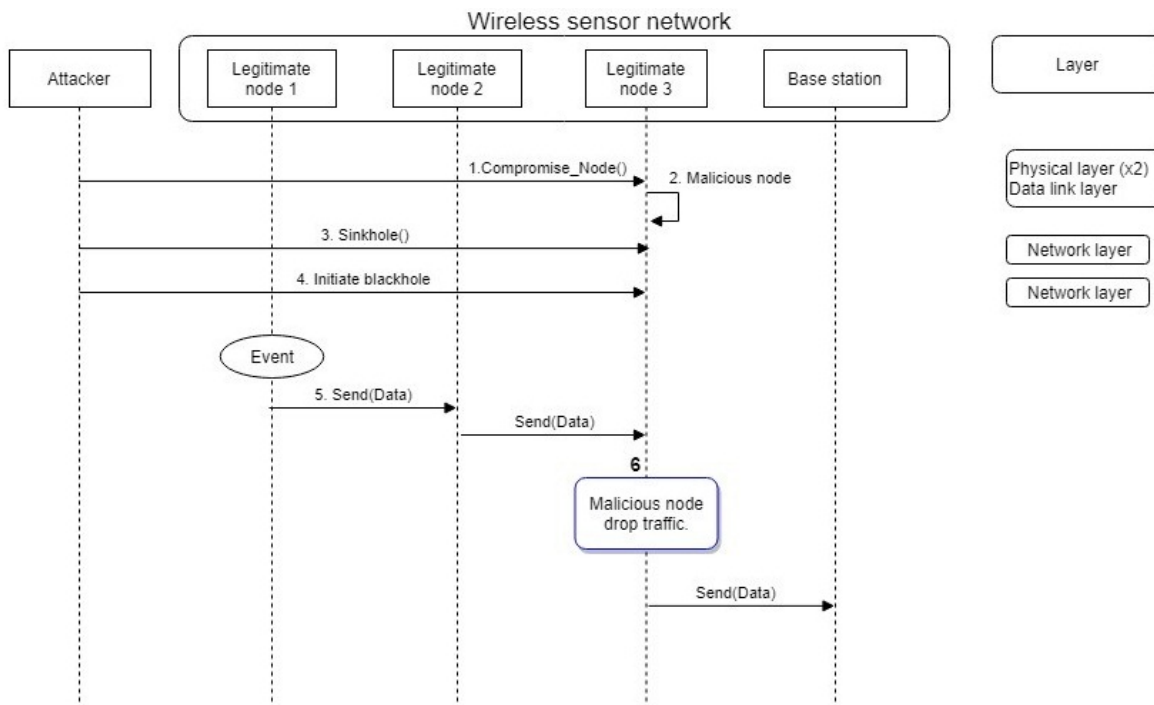 Wireless sensor network
Attacker
Legitimate
node 1
Legitimate
node 2
Legitimate
node 3
Base station
Layer
1.Compromise_Node()
2. Malicious node
Physical layer (x2)
Data link layer
3. Sinkhole()
Network layer
4. Initiate blackhole
Network layer
Event
5. Send(Data)
Send(Data)
6
Malicious node
drop traffic.
Send(Data)